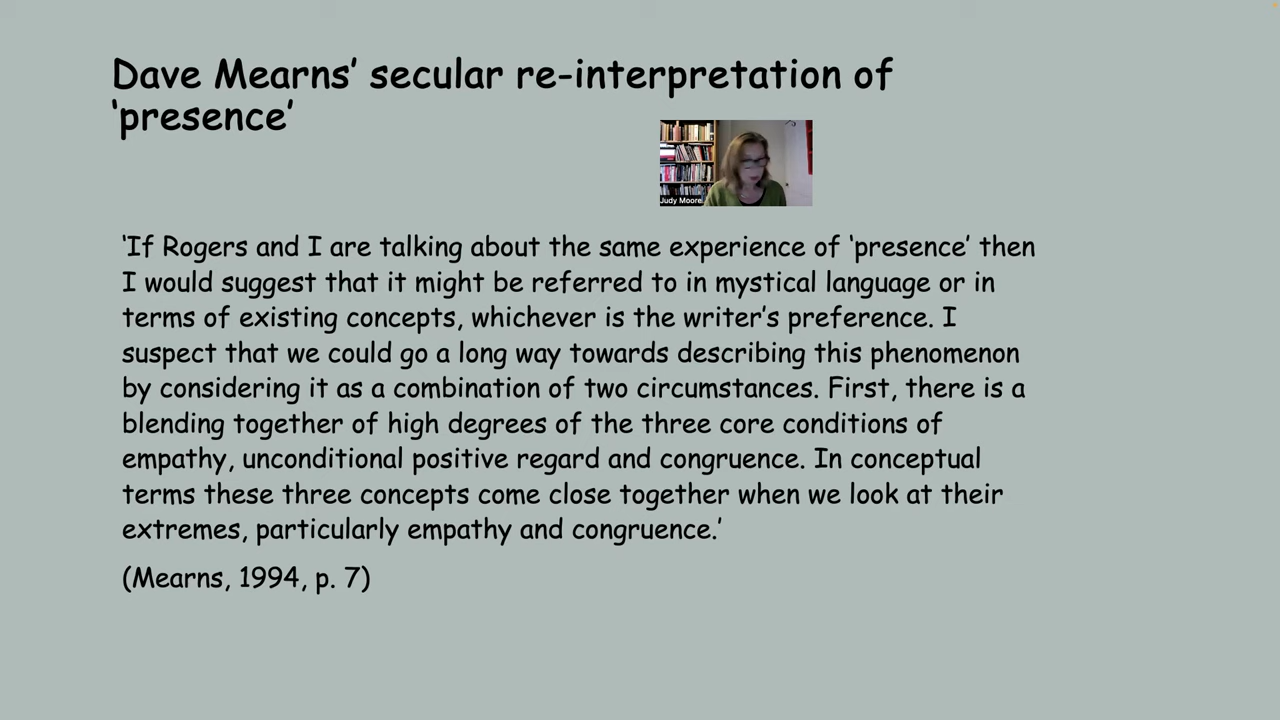 Dave Mearns’ secular re-interpretation of
‘presence’
Judy Moore
‘If Rogers and I are talking about the same experience of ‘presence’ then
I would suggest that it might be referred to in mystical language or in
terms of existing concepts, whichever is the writer’s preference. I
suspect that we could go a long way towards describing this phenomenon
by considering it as a combination of two circumstances. First, there is a
blending together of high degrees of the three core conditions of
empathy, unconditional positive regard and congruence. In conceptual
terms these three concepts come close together when we look at their
extremes, particularly empathy and congruence.’
(Mearns, 1994, p. 7)